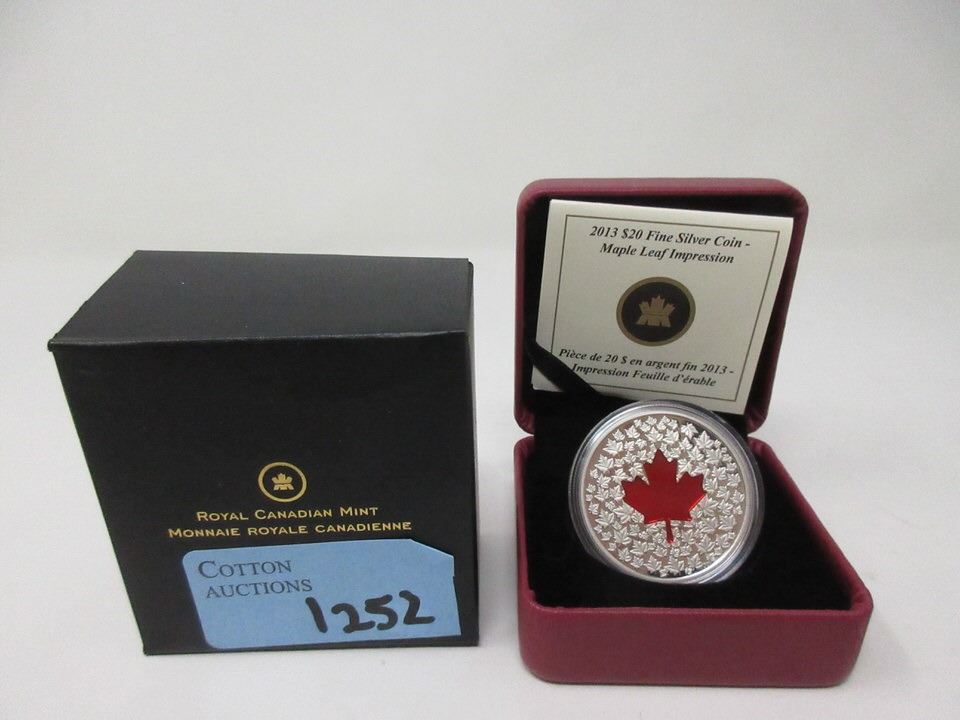 2013 $20 Fine Silver Coin -
Maple Leaf Impression
Pièce de 20 $ en argent fin 2013 -
Impression Feuille d'érable
ROYAL CANADIAN MINT
MONNAIE ROYALE CANADIENNE
COTTON
AUCTIONS
1252